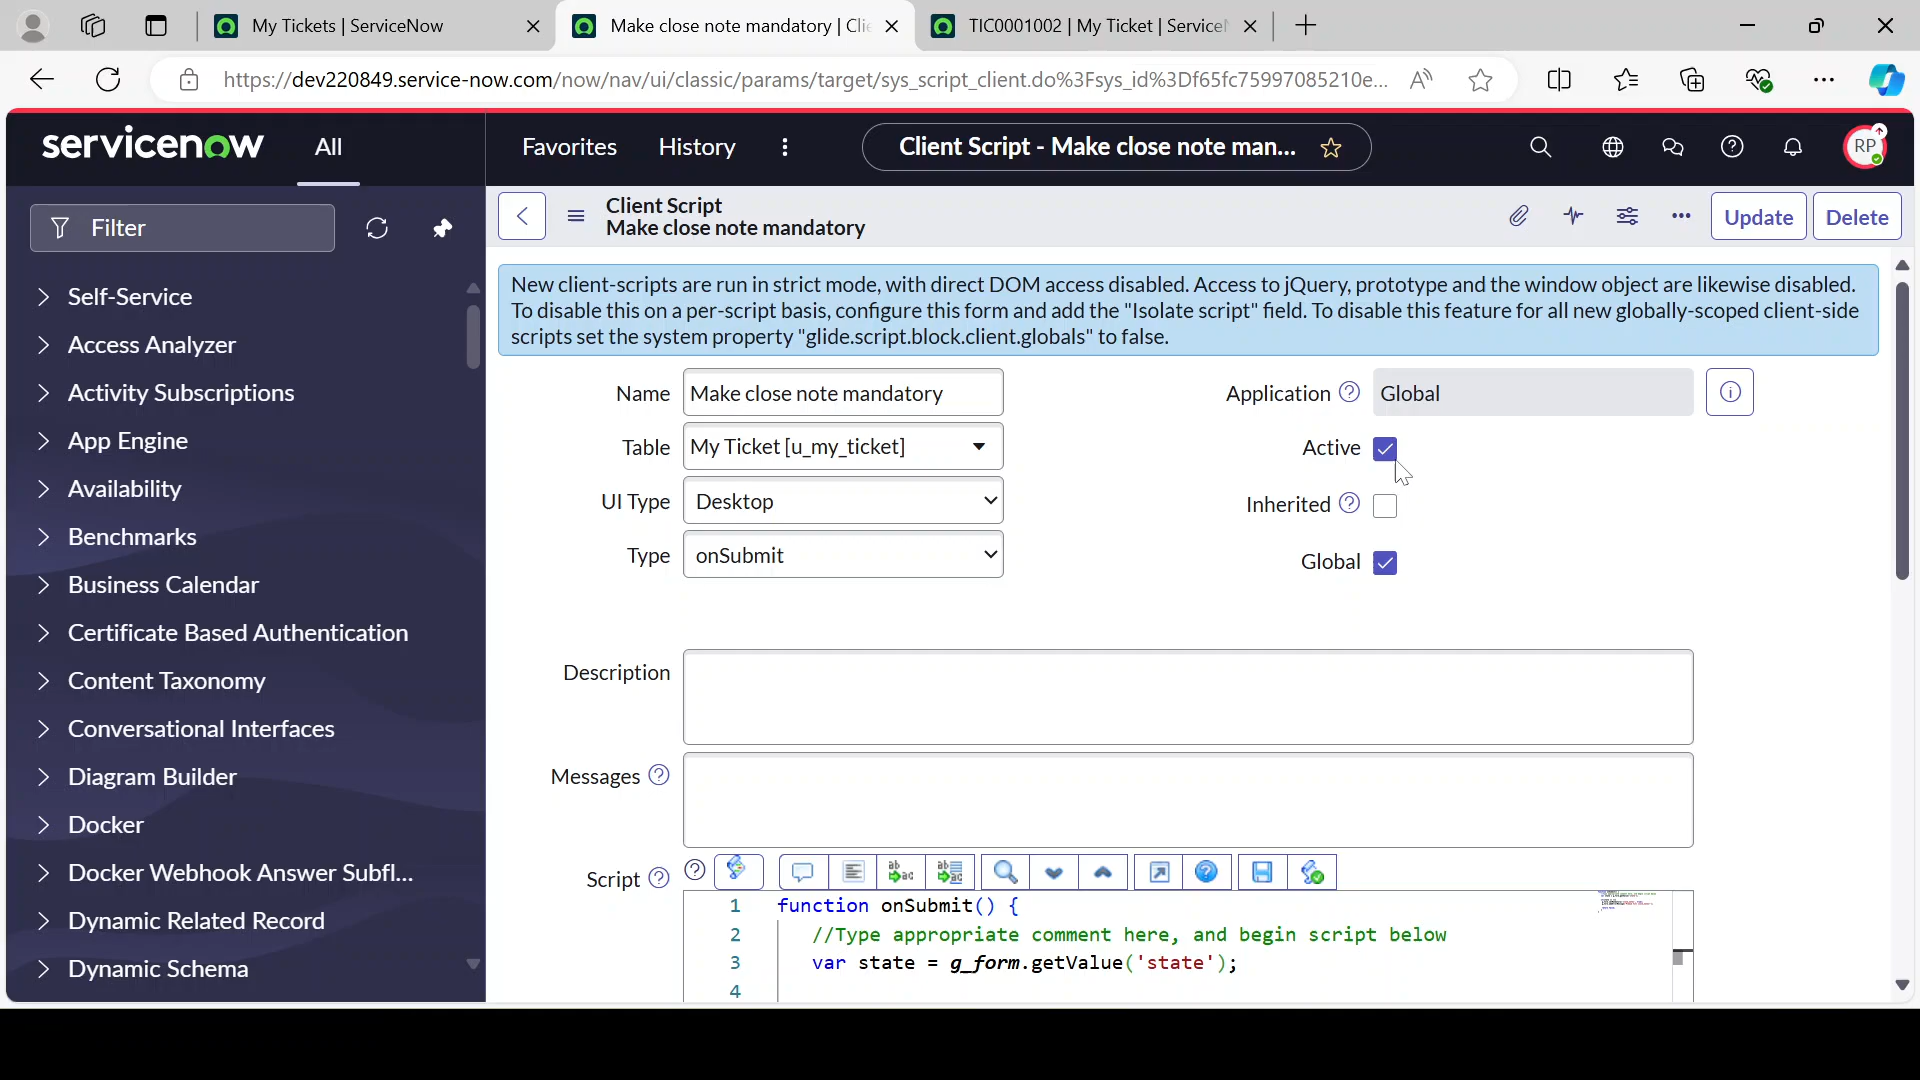 My Tickets | ServiceNow
Make close note mandatory | Clie
TIC0001002 | My Ticket | ServiceN
https://dev220849.service-now.com/now/nav/ui/classic/params/target/sys_script_client.do%3Fsys_id%3Df65fc75997085210e...
servicenow
All
Favorites
History
Client Script - Make close note man...
RP
Filter
Client Script
Make close note mandatory
Update
Delete
Self-Service
Access Analyzer
Activity Subscriptions
App Engine
Availability
Benchmarks
Business Calendar
Certificate Based Authentication
Content Taxonomy
Conversational Interfaces
Diagram Builder
Docker
Docker Webhook Answer Subfl...
Dynamic Related Record
Dynamic Schema
New client-scripts are run in strict mode, with direct DOM access disabled. Access to jQuery, prototype and the window object are likewise disabled.
To disable this on a per-script basis, configure this form and add the "Isolate script" field. To disable this feature for all new globally-scoped client-side
scripts set the system property "glide.script.block.client.globals" to false.
Name
Make close note mandatory
Application
Global
Table
My Ticket [u_my_ticket]
Active
UI Type
Desktop
Inherited
Type
onSubmit
Global
Description
Messages
Script
1 function onSubmit() {
2 //Type appropriate comment here, and begin script below
3 var state = g_form.getValue('state');
4